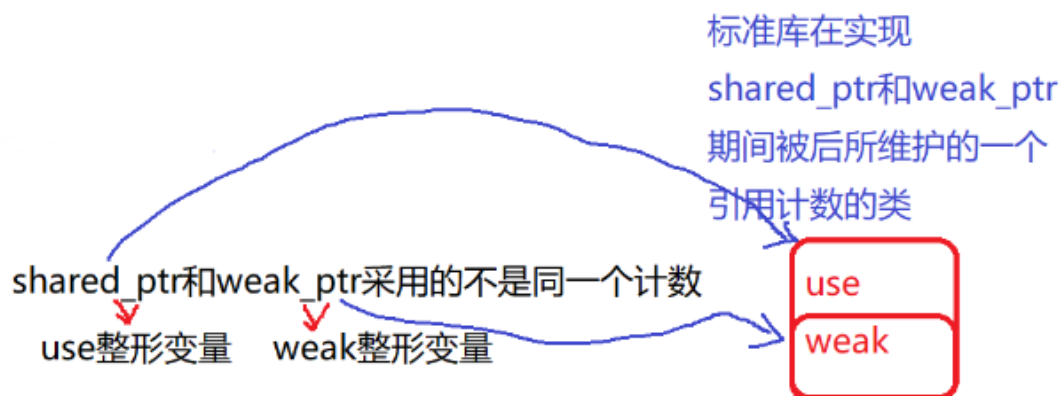 标准库在实现
shared_ptr和weak_ptr
期间被后所维护的一个
引用计数的类
shared_ptr和weak_ptr采用的不是同一个计数
use整形变量
weak整形变量
use
weak